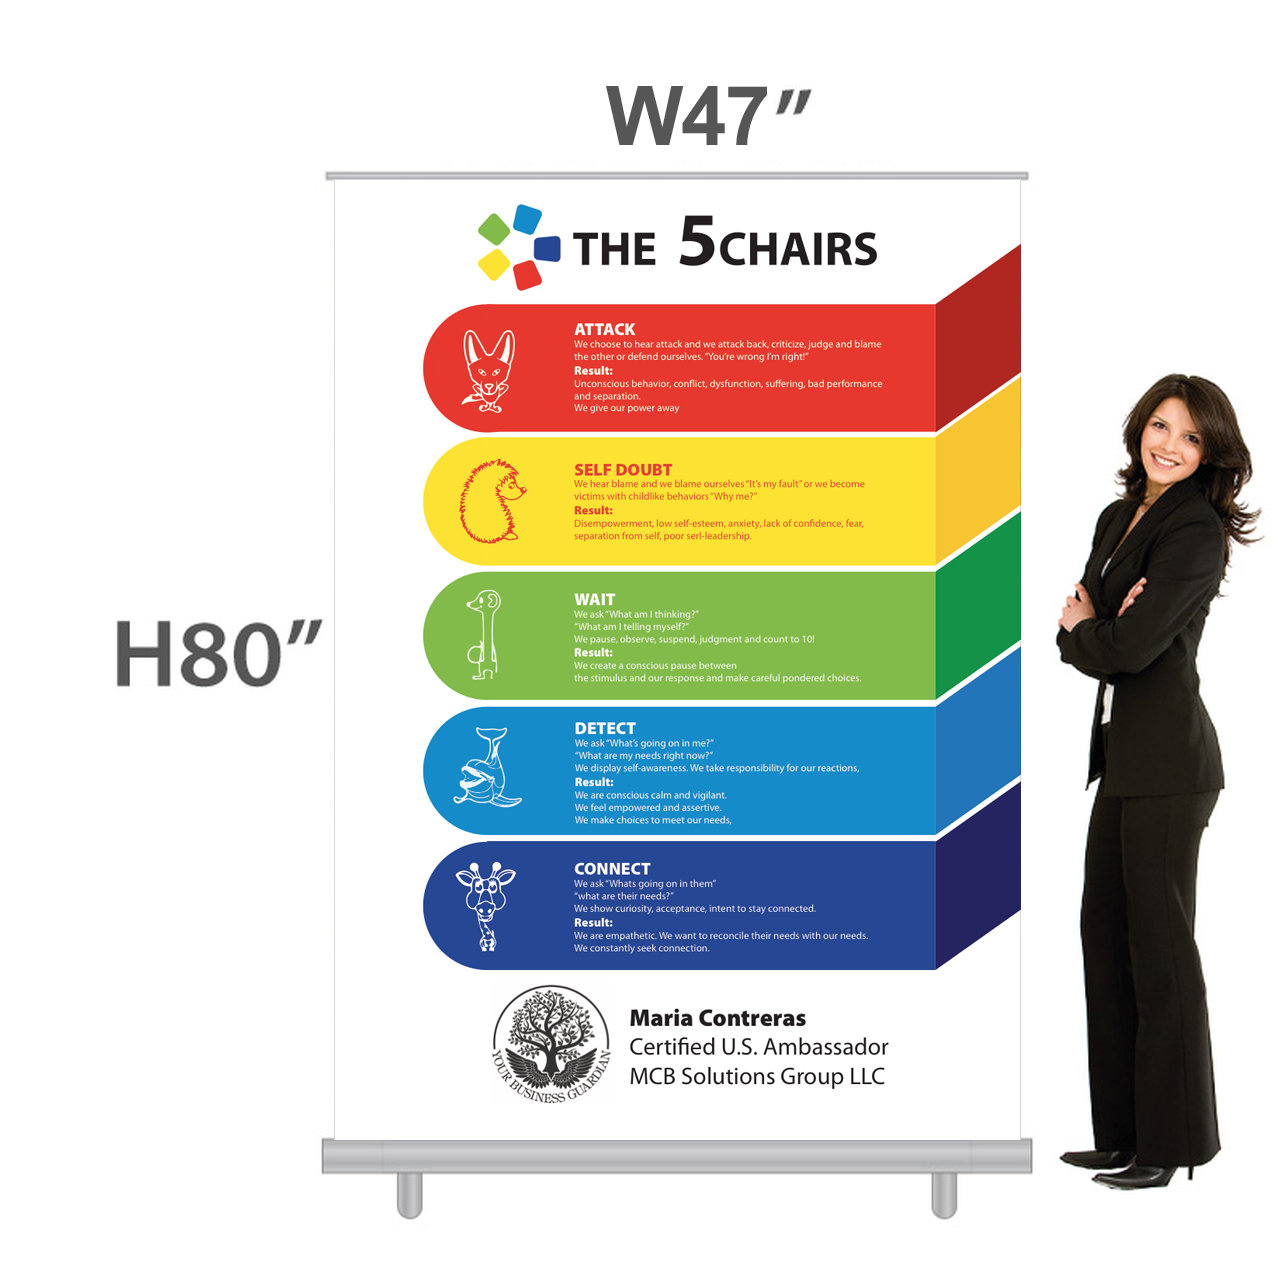 W47”
THE 5CHAIRS
ATTACK
We choose to hear attack and we attack back, criticize, judge and blame
the other or defend ourselves. “You’re wrong I’m right!”
Result:
Unconscious behavior, conflict, dysfunction, suffering, bad performance
and separation.
We give our power away
SELF DOUBT
We hear blame and we blame ourselves “It’s my fault” or we become
victims with childlike behaviors “Why me?”
Result:
Disempowerment, low self-esteem, anxiety, lack of confidence, fear,
separation from self, poor serl-leadership.
WAIT
We ask “What am I thinking?”
“What am I telling myself?”
We pause, observe, suspend, judgment and count to 10!
Result:
We create a conscious pause between
the stimulus and our response and make careful pondered choices.
H80”
DETECT
We ask “What’s going on in me?”
“What are my needs right now?”
We display self-awareness. We take responsibility for our reactions,
Result:
We are conscious calm and vigilant.
We feel empowered and assertive.
We make choices to meet our needs,
CONNECT
We ask “Whats going on in them”
“what are their needs?”
We show curiosity, acceptance, intent to stay connected.
Result:
We are empathetic. We want to reconcile their needs with our needs.
We constantly seek connection.
YOUR BUSINESS GUARDIAN
Maria Contreras
Certified U.S. Ambassador
MCB Solutions Group LLC